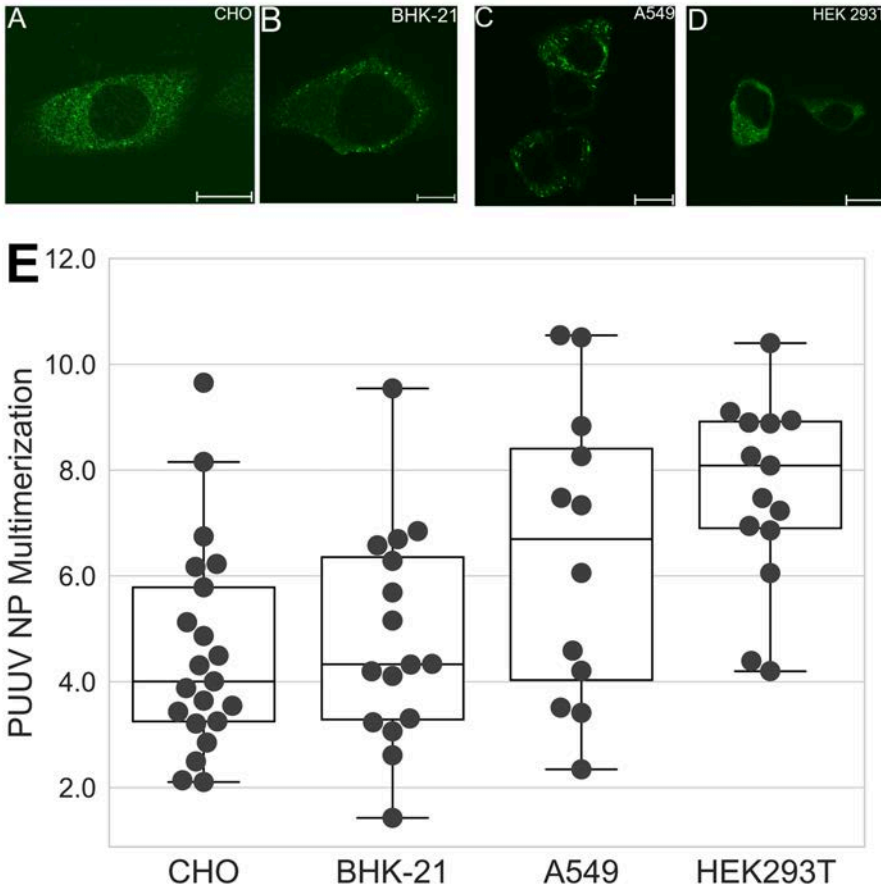 A CHO
B BHK-21
C A549
D HEK 293T
E
PUUV NP Multimerization
12.0
10.0
8.0
6.0
4.0
2.0
CHO BHK-21 A549 HEK293T